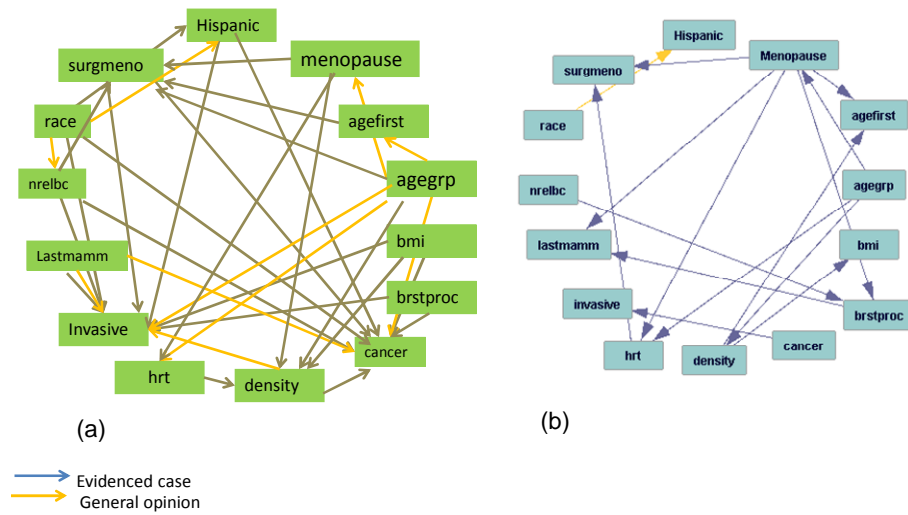 Hispanic
surgmeno
menopause
race
agefirst
nrelbc
agegrp
Lastmamm
bmi
brstproc
Invasive
cancer
hrt
density
(a)
Hispanic
surgmeno
Menopause
race
agefirst
nrelbc
agegrp
lastmamm
bmi
invasive
brstproc
hrt
density
cancer
(b)
Evidenced case
General opinion